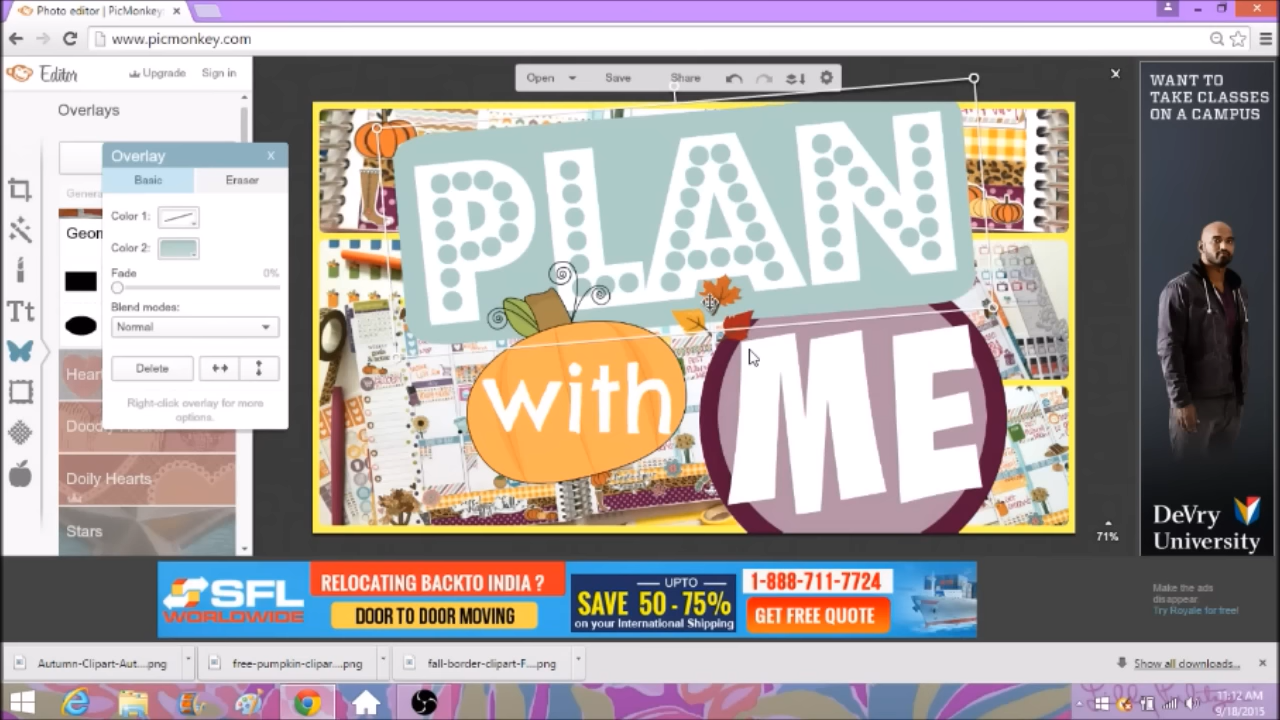 Photo editor | PicMonkey
www.picmonkey.com
Editor
Upgrade
Sign in
Open
Save
Share
Overlays
Overlay
X
Basic
Eraser
Color 1:
Color 2:
Fade
0%
Blend modes:
Normal
Delete
Right-click overlay for more
options.
Geom
Doily Hearts
Stars
PLAN
with
ME
71%
WANT TO
TAKE CLASSES
ON A CAMPUS
DeVry
University
SFL
WORLDWIDE
RELOCATING BACKTO INDIA ?
DOOR TO DOOR MOVING
UPTO
SAVE 50-75%
on your International Shipping
1-888-711-7724
GET FREE QUOTE
Make the ads
disappear
Try Royale for free!
Autumn-Clipart-Aut....png
free-pumpkin-clipar....png
fall-border-clipart-F....png
Show all downloads...
11:12 AM
9/18/2015